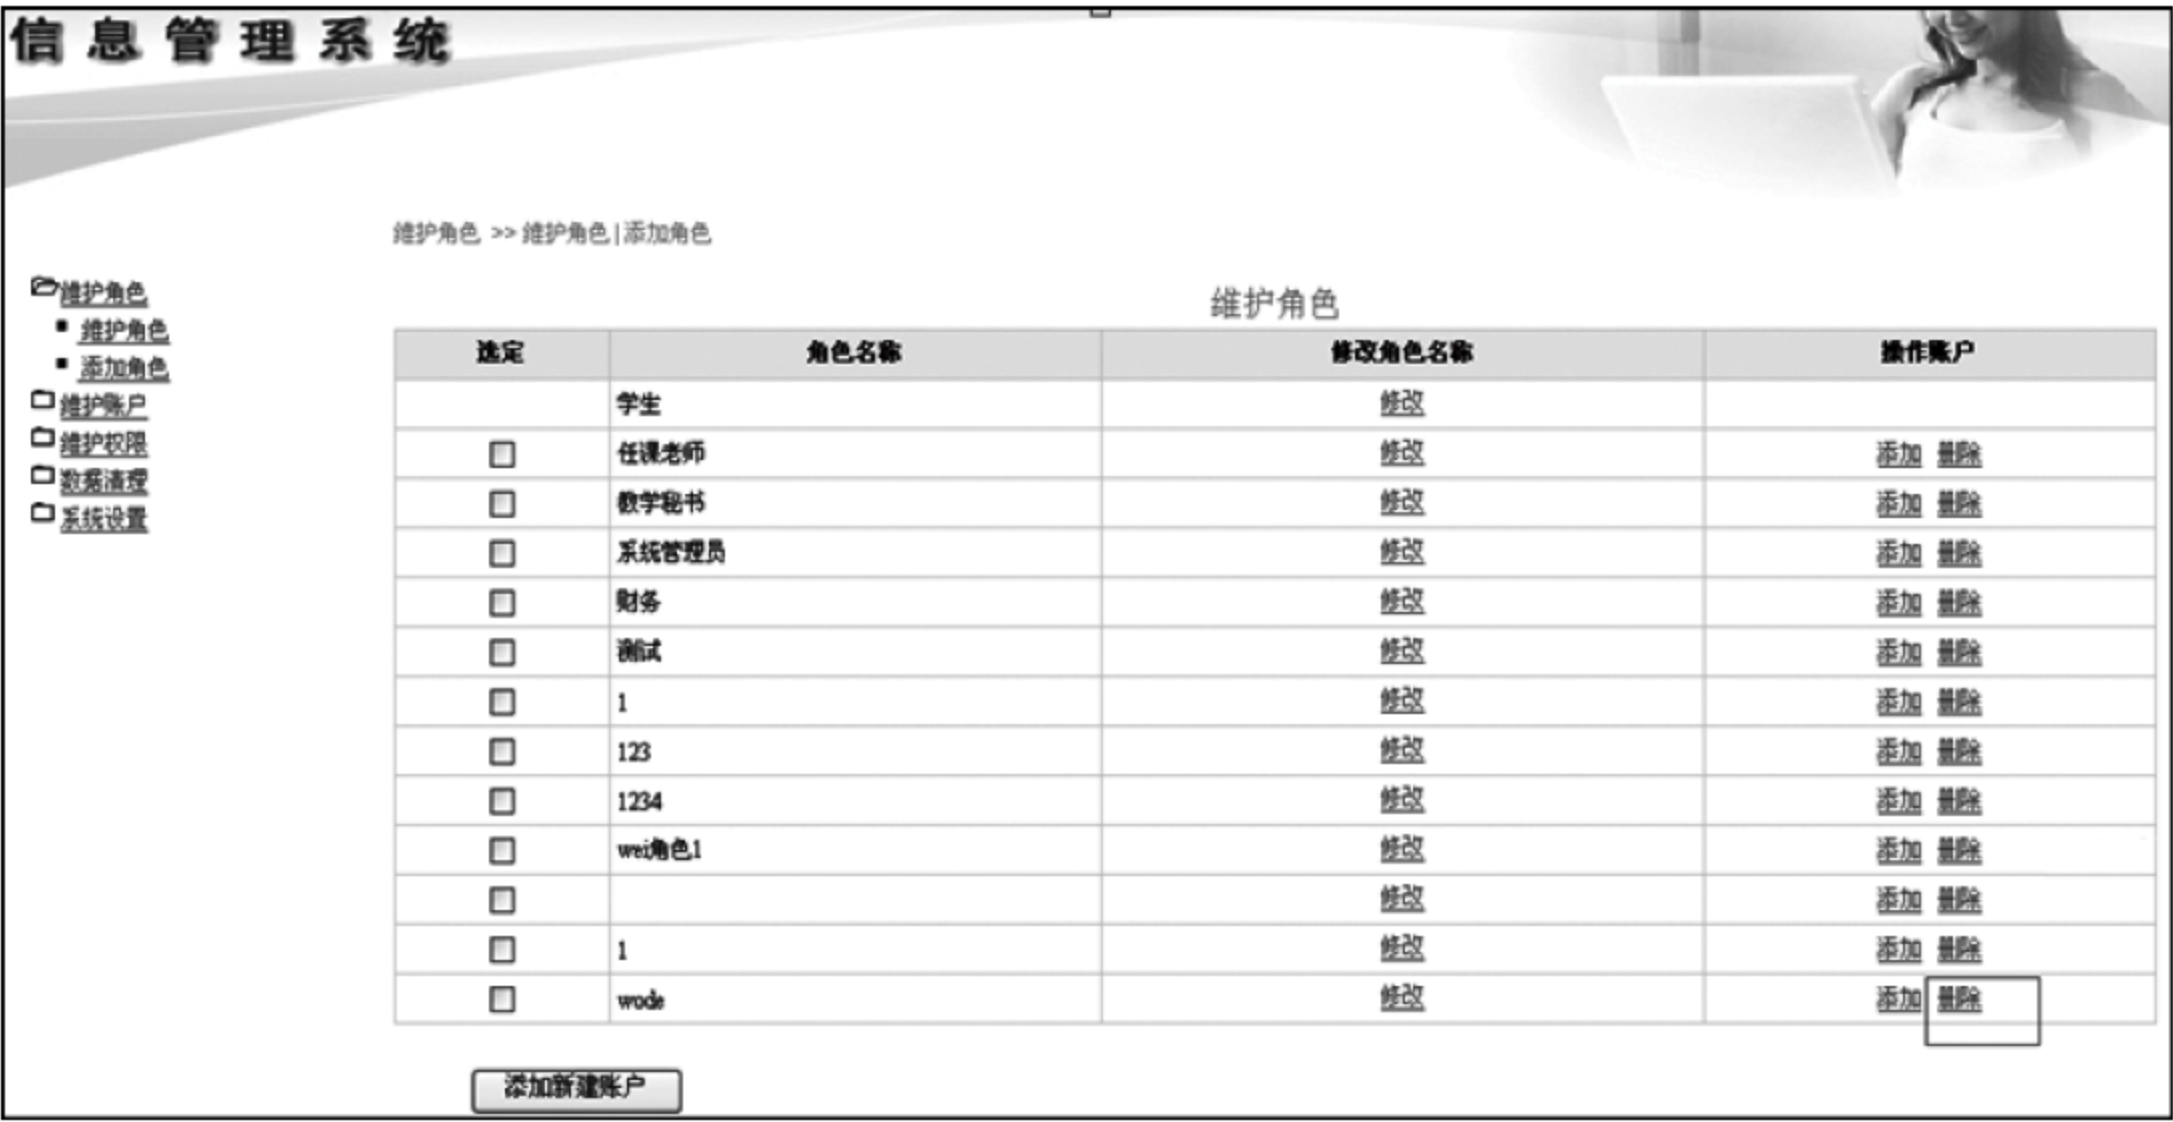 信息管理系统
维护角色 >> 维护角色 | 添加角色
维护角色
维护角色
添加角色
维护账户
维护权限
数据清理
系统设置
维护角色
选定 角色名称 修改角色名称 操作账户
学生 修改
任课老师 修改 添加 删除
教学秘书 修改 添加 删除
系统管理员 修改 添加 删除
财务 修改 添加 删除
测试 修改 添加 删除
1 修改 添加 删除
123 修改 添加 删除
1234 修改 添加 删除
wei角色1 修改 添加 删除
修改 添加 删除
1 修改 添加 删除
wode 修改 添加 删除
添加新建账户